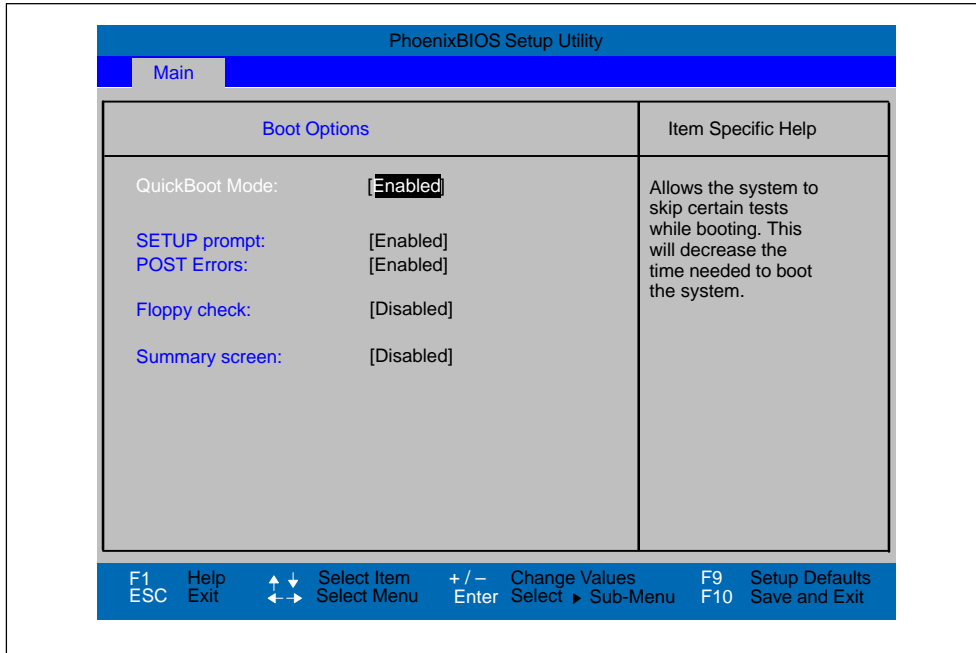 PhoenixBIOS Setup Utility
Main
Boot Options
Item Specific Help
QuickBoot Mode: [Enabled]
SETUP prompt: [Enabled]
POST Errors: [Enabled]
Floppy check: [Disabled]
Summary screen: [Disabled]
Allows the system to
skip certain tests
while booting. This
will decrease the
time needed to boot
the system.
F1 Help Select Item + / – Change Values F9 Setup Defaults
ESC Exit Select Menu Enter Select Sub-Menu F10 Save and Exit